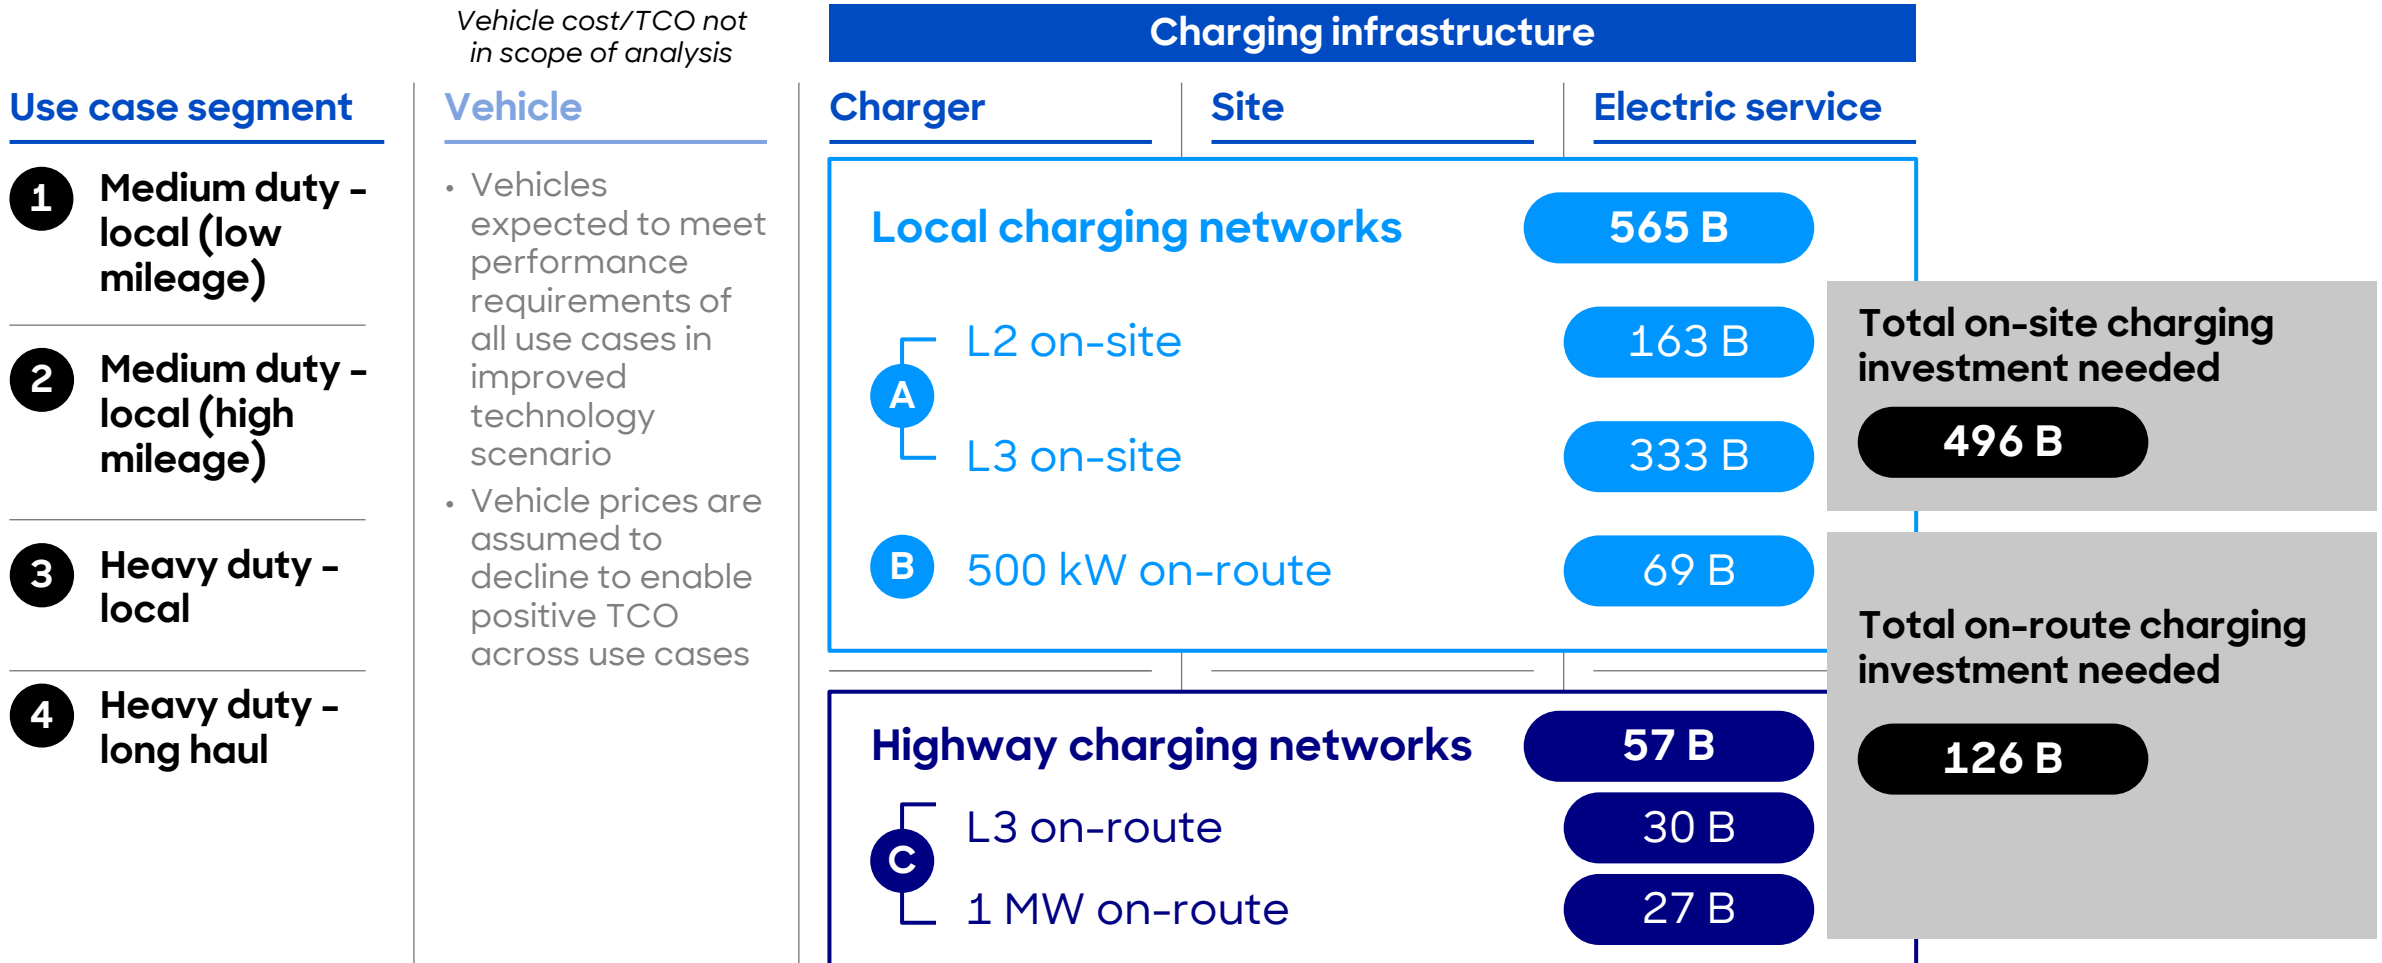 Vehicle cost/TCO not
in scope of analysis
Charging infrastructure
Use case segment
Vehicle
Charger
Site
Electric service
1
Medium duty -
local (low
mileage)
2
Medium duty -
local (high
mileage)
3
Heavy duty -
local
4
Heavy duty -
long haul
• Vehicles
expected to meet
performance
requirements of
all use cases in
improved
technology
scenario
• Vehicle prices are
assumed to
decline to enable
positive TCO
across use cases
Local charging networks
565 B
A
L2 on-site
163 B
L3 on-site
333 B
B
500 kW on-route
69 B
Highway charging networks
57 B
C
L3 on-route
30 B
1 MW on-route
27 B
Total on-site charging
investment needed
496 B
Total on-route charging
investment needed
126 B